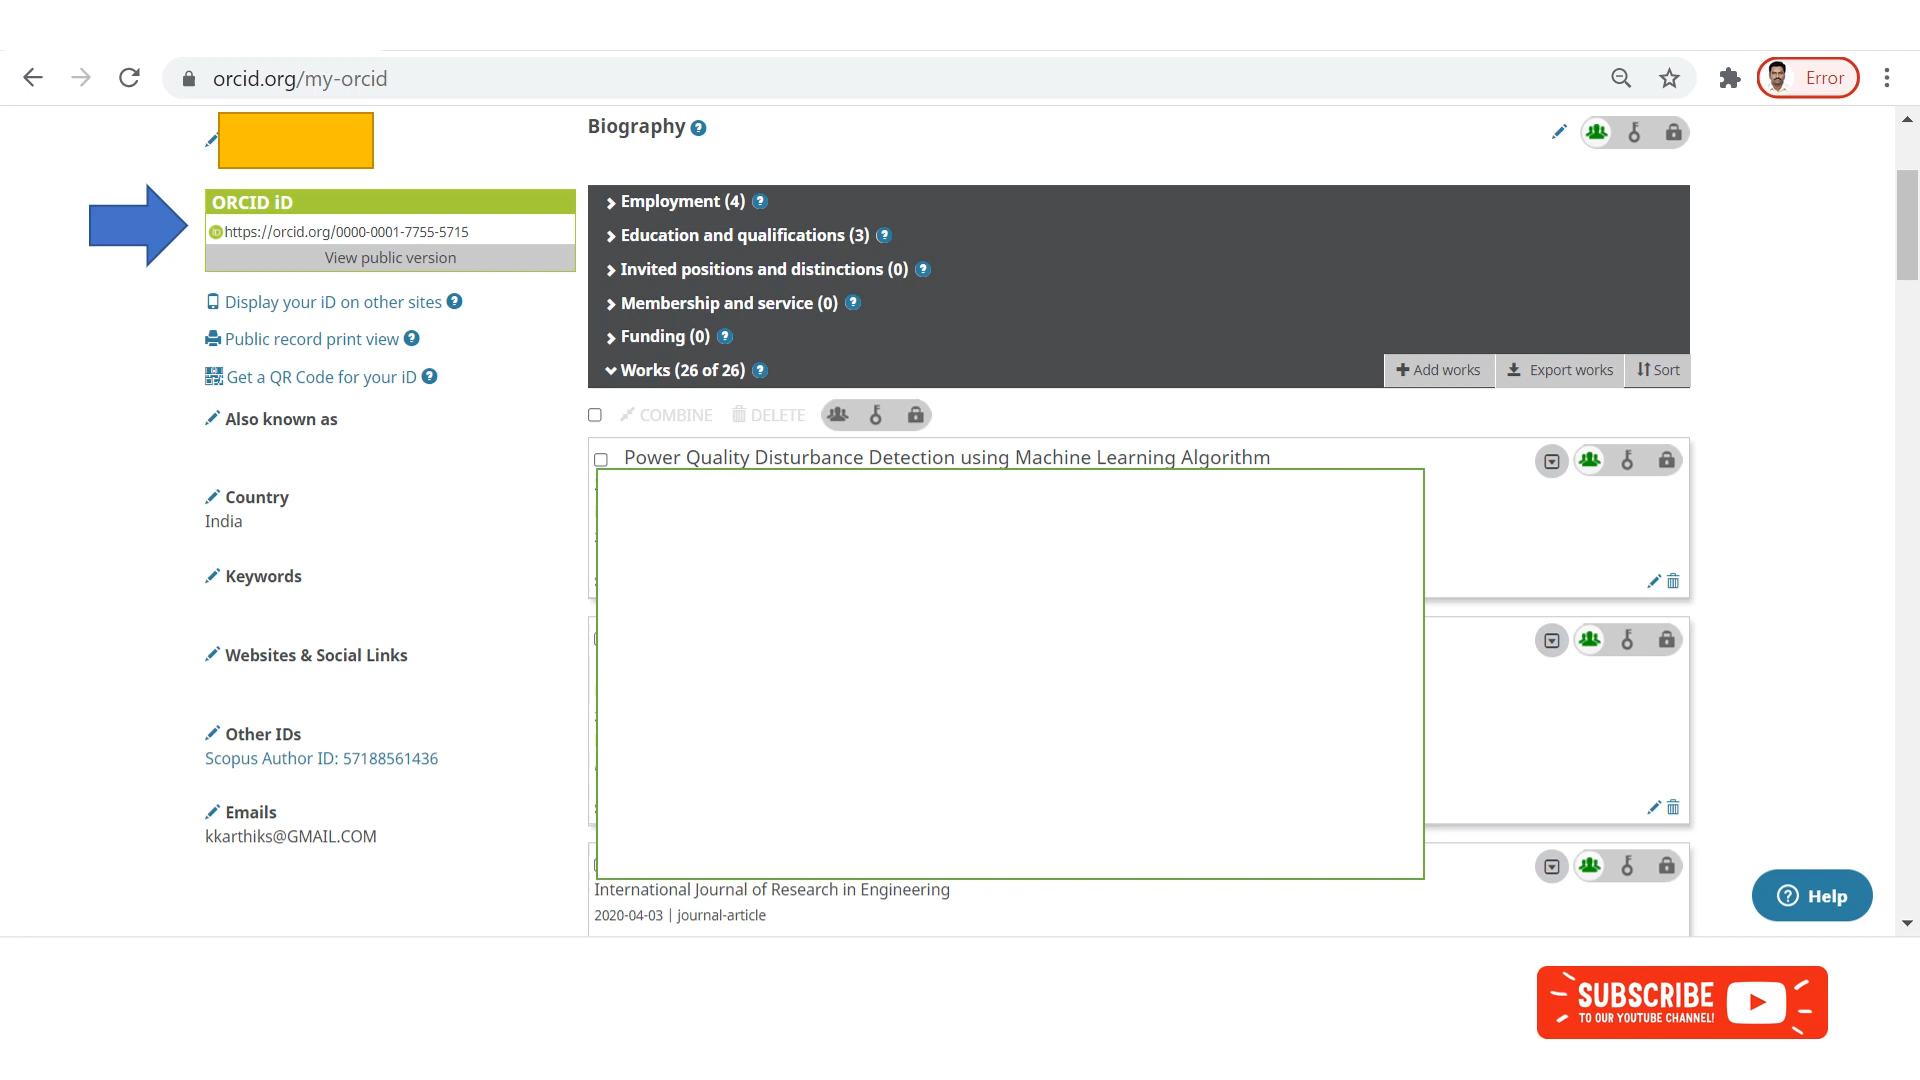 orcid.org/my-orcid
Error
Biography
ORCID iD
https://orcid.org/0000-0001-7755-5715
View public version
Display your iD on other sites
Public record print view
Get a QR Code for your iD
Also known as
Country
India
Keywords
Websites & Social Links
Other IDs
Scopus Author ID: 57188561436
Emails
kkarthiks@GMAIL.COM
Employment (4)
Education and qualifications (3)
Invited positions and distinctions (0)
Membership and service (0)
Funding (0)
Works (26 of 26)
Add works
Export works
Sort
COMBINE
DELETE
Power Quality Disturbance Detection using Machine Learning Algorithm
International Journal of Research in Engineering
2020-04-03 | journal-article
Help
SUBSCRIBE
TO OUR YOUTUBE CHANNEL!